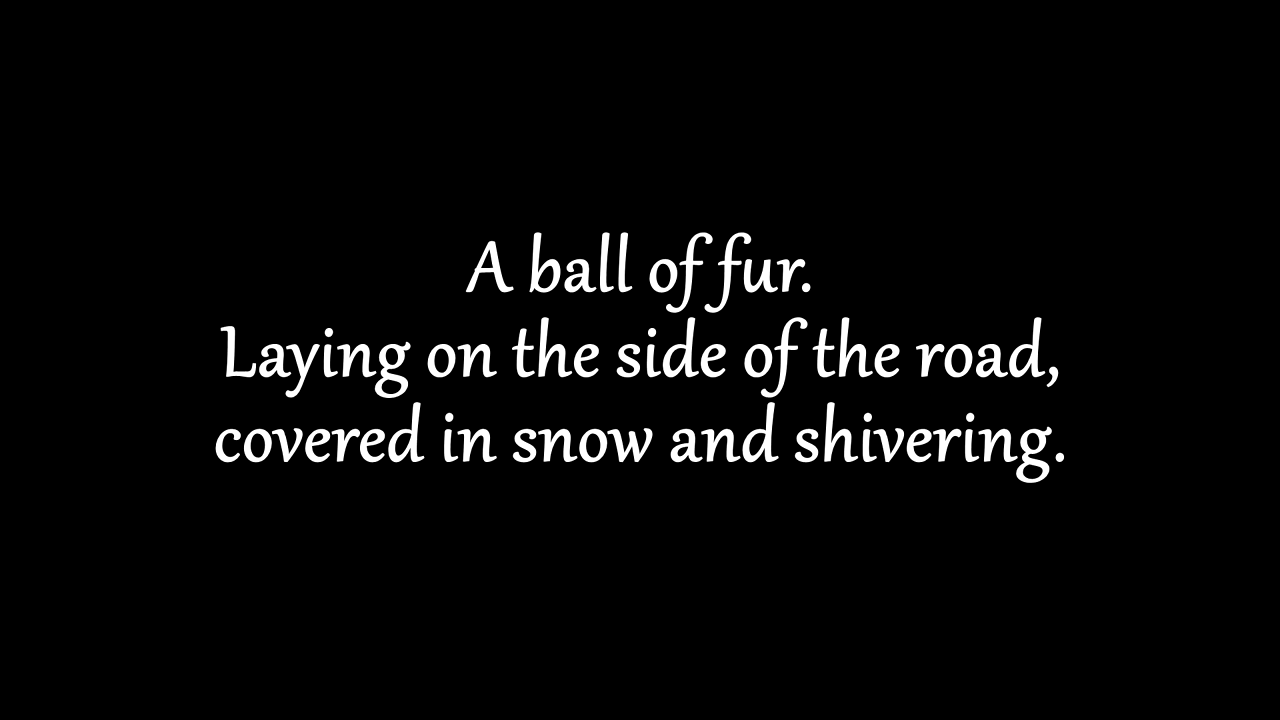 A ball of fur.
Laying on the side of the road,
covered in snow and shivering.